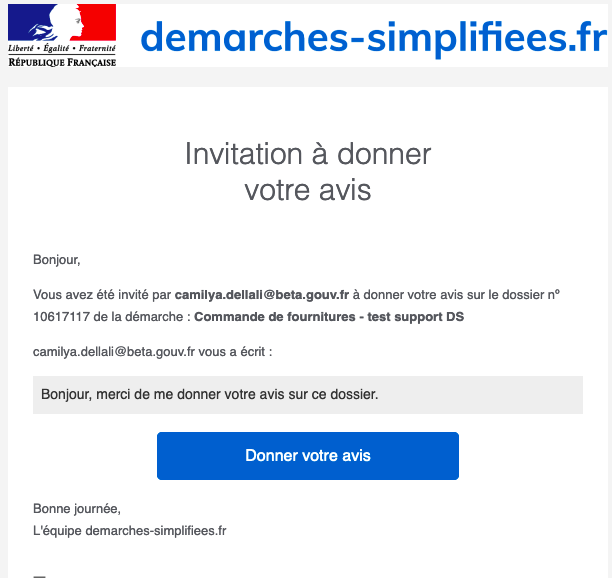 Liberté • Égalité • Fraternité
RÉPUBLIQUE FRANÇAISE
demarches-simplifiees.fr
Invitation à donner
votre avis
Bonjour,
Vous avez été invité par camilya.dellali@beta.gouv.fr à donner votre avis sur le dossier nº
10617117 de la démarche : Commande de fournitures - test support DS
camilya.dellali@beta.gouv.fr vous a écrit :
Bonjour, merci de me donner votre avis sur ce dossier.
Donner votre avis
Bonne journée,
L'équipe demarches-simplifiees.fr